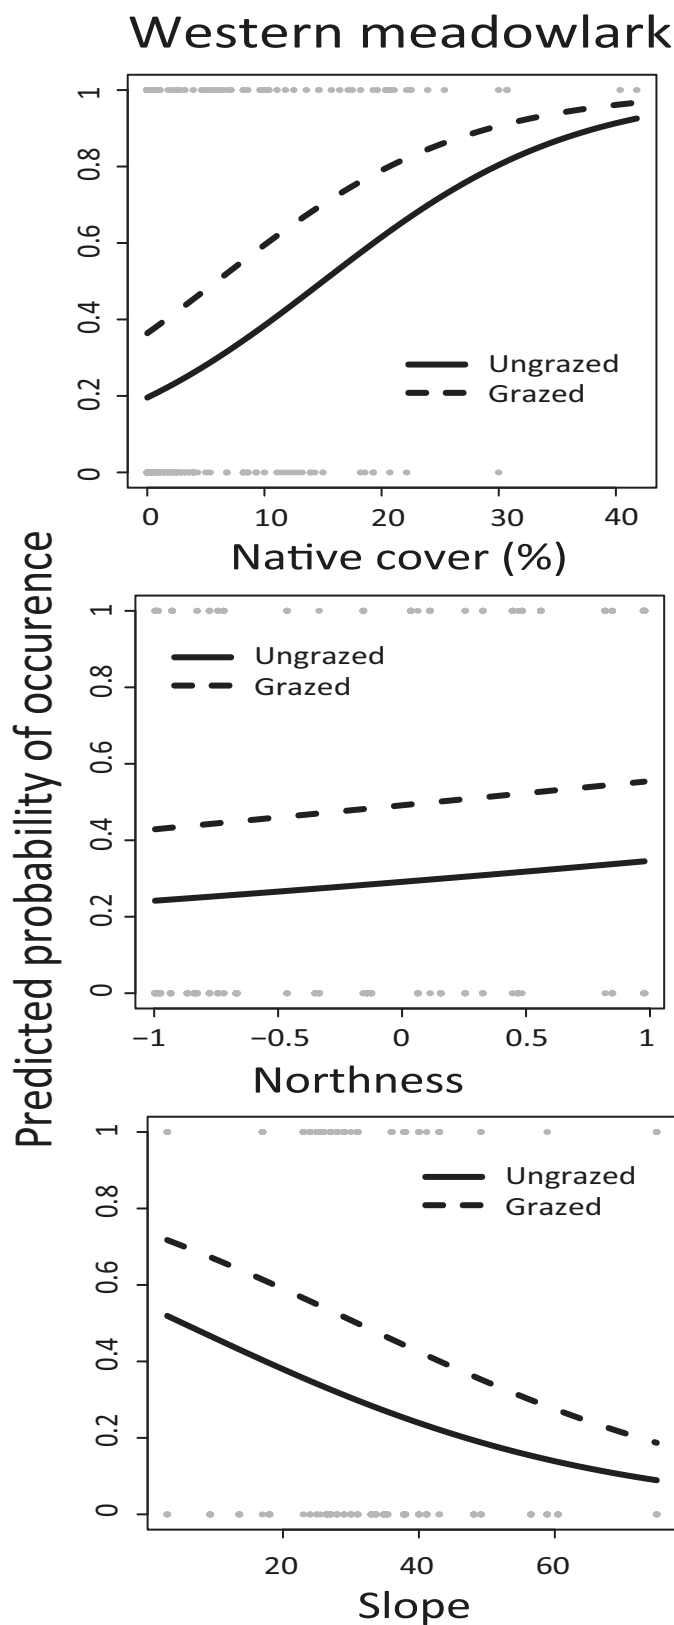 Western meadowlark
Predicted probability of occurence
1
0.8
0.6
0.4
0.2
0
Ungrazed
Grazed
0 10 20 30 40
Native cover (%)
1
0.8
0.6
0.4
0.2
0
Ungrazed
Grazed
−1 −0.5 0 0.5 1
Northness
1
0.8
0.6
0.4
0.2
0
Ungrazed
Grazed
20 40 60
Slope